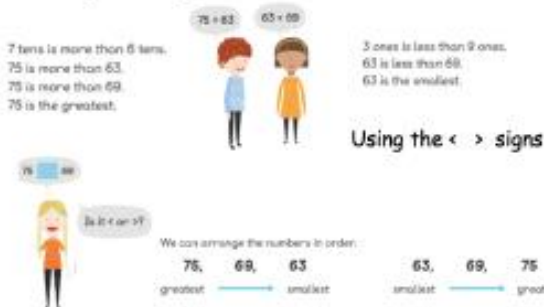 75 > 63
63 < 69
7 tens is more than 6 tens.
75 is more than 63.
75 is more than 69.
75 is the greatest.
3 ones is less than 9 ones.
63 is less than 69.
63 is the smallest.
Using the < > signs
75 69
Is it < or >?
We can arrange the numbers in order.
75, 69, 63
greatest smallest
63, 69, 75
smallest